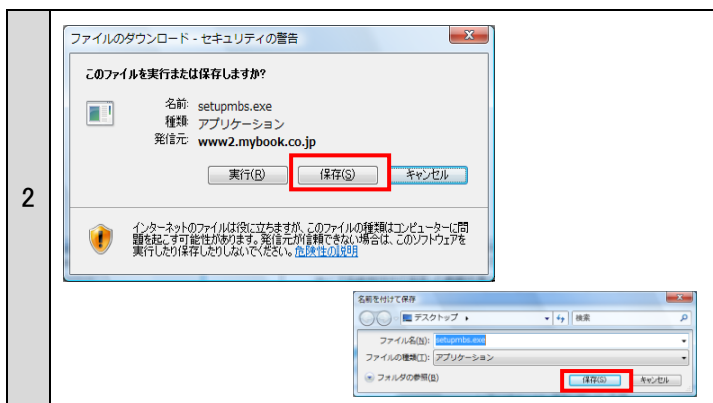 2
ファイルのダウンロード - セキュリティの警告
このファイルを実行または保存しますか?
名前: setupmbs.exe
種類: アプリケーション
発信元: www2.mybook.co.jp
実行(R) 保存(S) キャンセル
インターネットのファイルは役に立ちますが、このファイルの種類はコンピューターに問
題を起こす可能性があります。発信元が信頼できない場合は、このソフトウェアを
実行したり保存したりしないでください。危険性の説明
名前を付けて保存
デスクトップ 検索
ファイル名(N): setupmbs.exe
ファイルの種類(T): アプリケーション
フォルダの参照(B) 保存(S) キャンセル